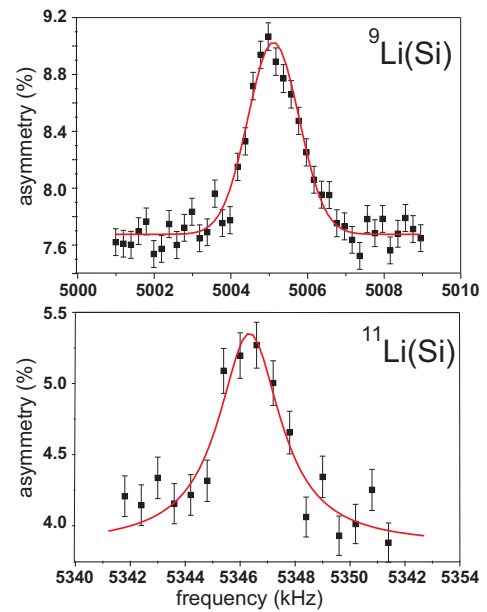 9.2
8.8
8.4
8.0
7.6
asymmetry (%)
⁹Li(Si)
5000 5002 5004 5006 5008 5010
5.5
5.0
4.5
4.0
asymmetry (%)
¹¹Li(Si)
5340 5342 5344 5346 5348 5350 5352 5354
frequency (kHz)